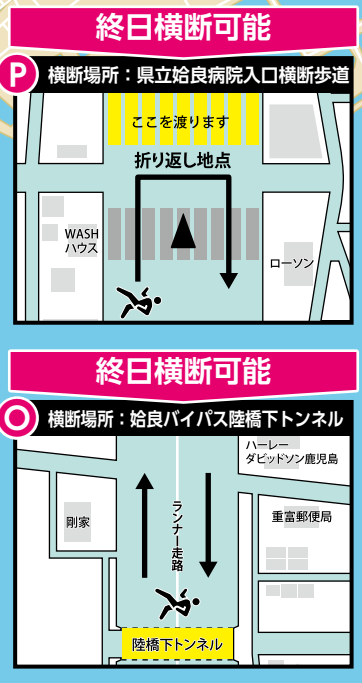 終日横断可能
P 横断場所：県立姶良病院入口横断歩道
ここを渡ります
折り返し地点
WASH
ハウス
ローソン
終日横断可能
O 横断場所：姶良バイパス陸橋下トンネル
ハーレー
ダビッドソン鹿児島
ランナー走路
剛家
重富郵便局
陸橋下トンネル